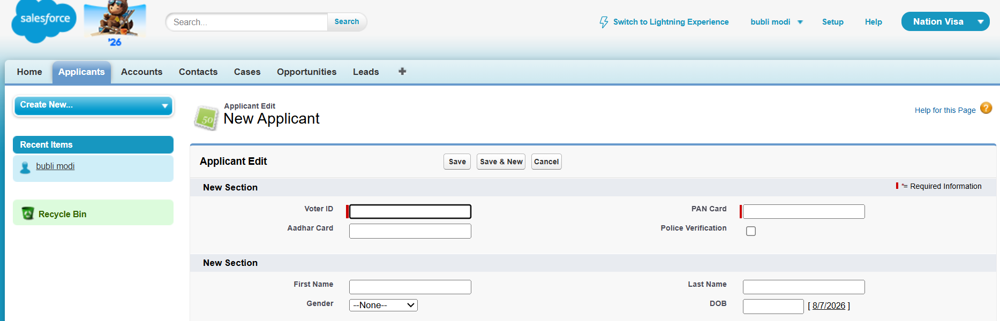 salesforce
'26
Search...
Search
Switch to Lightning Experience
bubli modi
Setup
Help
Nation Visa
Home
Applicants
Accounts
Contacts
Cases
Opportunities
Leads
Create New...
Recent Items
bubli modi
Recycle Bin
50
Applicant Edit
New Applicant
Help for this Page
?
Applicant Edit
Save
Save & New
Cancel
New Section
*= Required Information
Voter ID
PAN Card
Aadhar Card
Police Verification
New Section
First Name
Last Name
Gender
--None--
DOB
[ 8/7/2026 ]